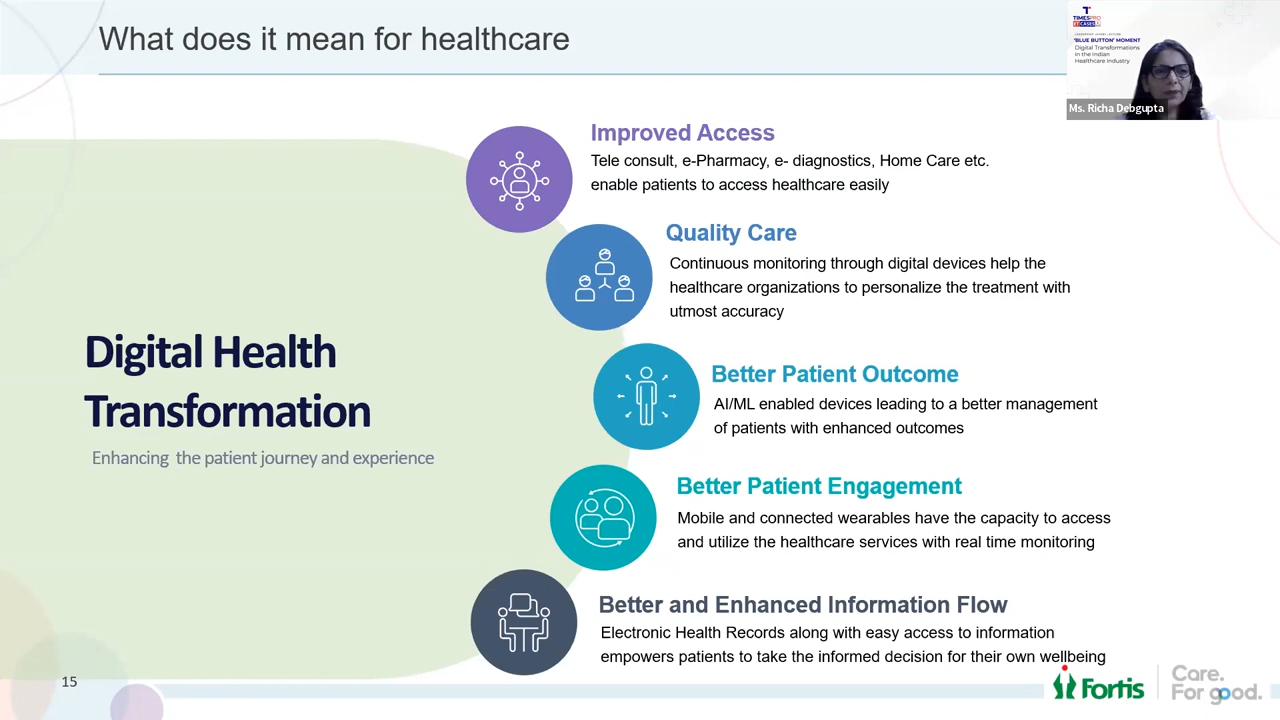 What does it mean for healthcare
TIMESPRO
CASES
'BLUE BUTTON' MOMENT
Digital Transformations
in the Indian
Healthcare Industry
Ms. Richa Debgupta
Improved Access
Tele consult, e-Pharmacy, e- diagnostics, Home Care etc.
enable patients to access healthcare easily
Quality Care
Continuous monitoring through digital devices help the
healthcare organizations to personalize the treatment with
utmost accuracy
Digital Health
Transformation
Enhancing the patient journey and experience
Better Patient Outcome
AI/ML enabled devices leading to a better management
of patients with enhanced outcomes
Better Patient Engagement
Mobile and connected wearables have the capacity to access
and utilize the healthcare services with real time monitoring
Better and Enhanced Information Flow
Electronic Health Records along with easy access to information
empowers patients to take the informed decision for their own wellbeing
15
Fortis
Care.
For good.